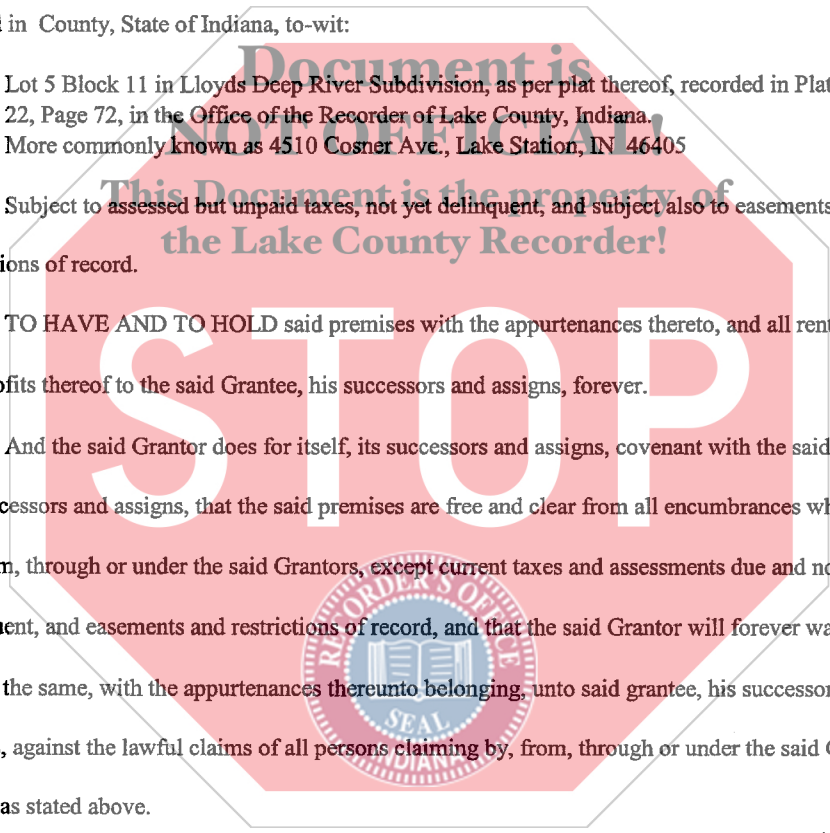 in County, State of Indiana, to-wit:
Document is
Lot 5 Block 11 in Lloyds Deep River Subdivision, as per plat thereof, recorded in Plat
22, Page 72, in the Office of the Recorder of Lake County, Indiana.
NOT OFFICIAL!
More commonly known as 4510 Cosner Ave., Lake Station, IN 46405
This Document is the property of
Subject to assessed but unpaid taxes, not yet delinquent, and subject also to easements
the Lake County Recorder!
ions of record.
TO HAVE AND TO HOLD said premises with the appurtenances thereto, and all rent
ofits thereof to the said Grantee, his successors and assigns, forever.
STOP
And the said Grantor does for itself, its successors and assigns, covenant with the said
cessors and assigns, that the said premises are free and clear from all encumbrances wh
m, through or under the said Grantors, except current taxes and assessments due and no
RECORDER'S OFFICE
ent, and easements and restrictions of record, and that the said Grantor will forever wa
the same, with the appurtenances thereunto belonging, unto said grantee, his successor
SEAL
, against the lawful claims of all persons claiming by, from, through or under the said G
INDIANA
as stated above.